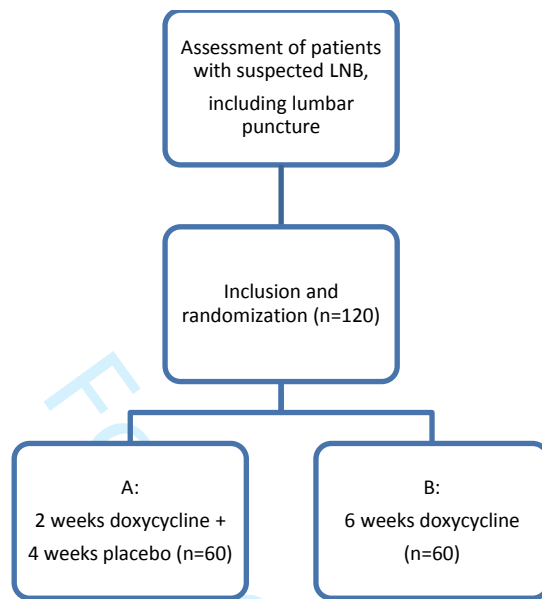 Assessment of patients
with suspected LNB,
including lumbar
puncture
Inclusion and
randomization (n=120)
A:
2 weeks doxycycline +
4 weeks placebo (n=60)
B:
6 weeks doxycycline
(n=60)